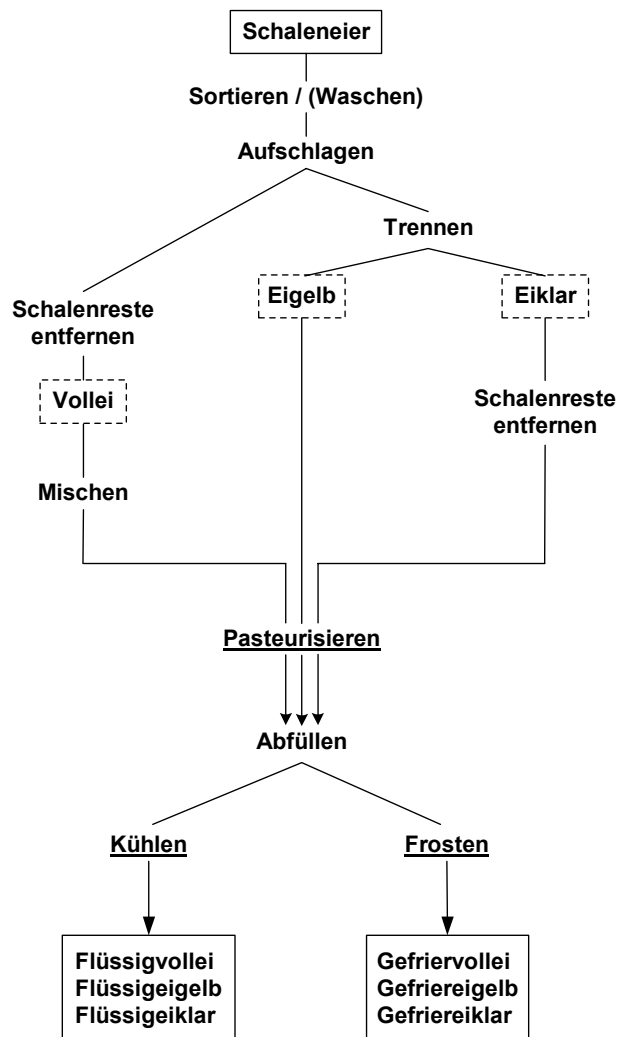 Schaleneier
Sortieren / (Waschen)
Aufschlagen
Trennen
Eigelb
Eiklar
Schalenreste
entfernen
Vollei
Schalenreste
entfernen
Mischen
Pasteurisieren
Abfüllen
Kühlen
Frosten
Flüssigvollei
Flüssigeigelb
Flüssigeiklar
Gefriervollei
Gefriereigelb
Gefriereiklar